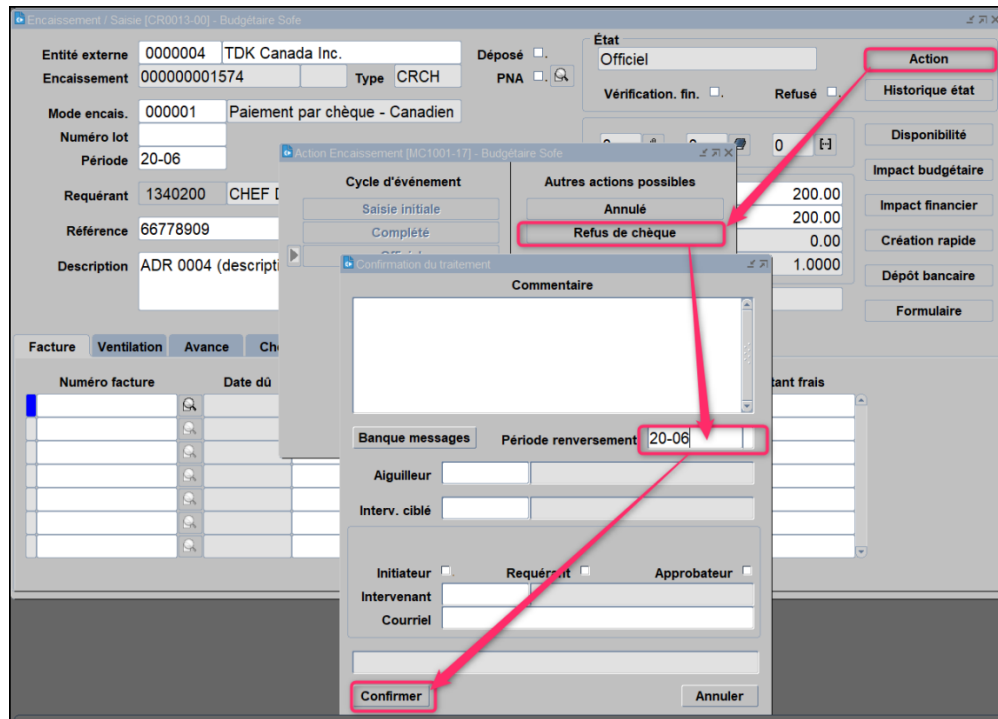 Encaissement / Saisie [CR0013-00] - Budgétaire Sofe
Entité externe 0000004 TDK Canada Inc. Déposé
Encaissement 000000001574 Type CRCH PNA
Mode encais. 000001 Paiement par chèque - Canadien
Numéro lot
Période 20-06
Requérant 1340200 CHEF
Référence 66778909
Description ADR 0004 (descripti
État
Officiel
Vérification. fin. Refusé
0
200.00
200.00
0.00
1.0000
Action
Historique état
Disponibilité
Impact budgétaire
Impact financier
Création rapide
Dépôt bancaire
Formulaire
Facture Ventilation Avance
Numéro facture Date dû tant frais
Action Encaissement [MC1001-17] - Budgétaire Sofe
Cycle d'événement Autres actions possibles
Saisie initiale Annulé
Complété Refus de chèque
Confirmation du traitement
Commentaire
Banque messages Période renversement 20-06
Aiguilleur
Interv. ciblé
Initiateur Requérant Approbateur
Intervenant
Courriel
Confirmer Annuler